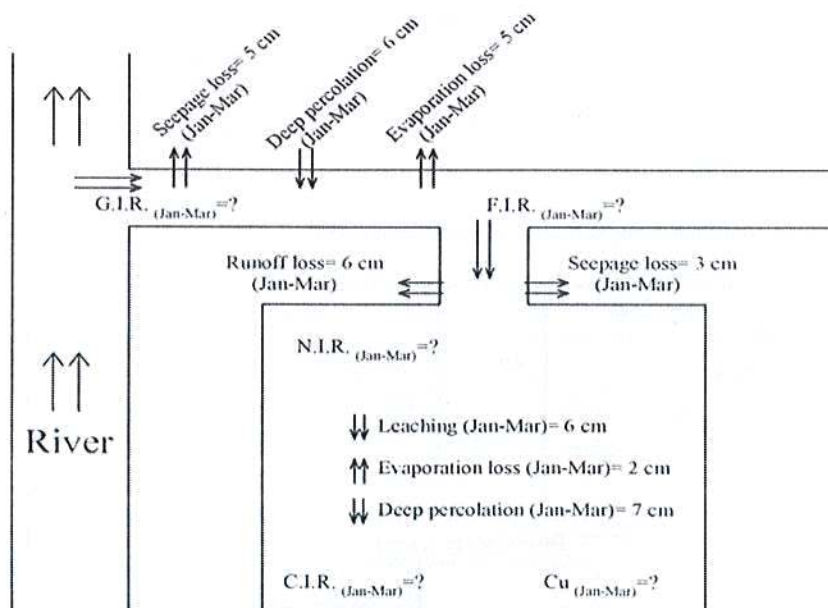 Seepage loss= 5 cm
(Jan-Mar)
Deep percolation= 6 cm
(Jan-Mar)
Evaporation loss= 5 cm
(Jan-Mar)
G.I.R. (Jan-Mar)=?
F.I.R. (Jan-Mar)=?
Runoff loss= 6 cm
(Jan-Mar)
Seepage loss= 3 cm
(Jan-Mar)
N.I.R. (Jan-Mar)=?
River
Leaching (Jan-Mar)= 6 cm
Evaporation loss (Jan-Mar)= 2 cm
Deep percolation (Jan-Mar)= 7 cm
C.I.R. (Jan-Mar)=?
Cu (Jan-Mar)=?